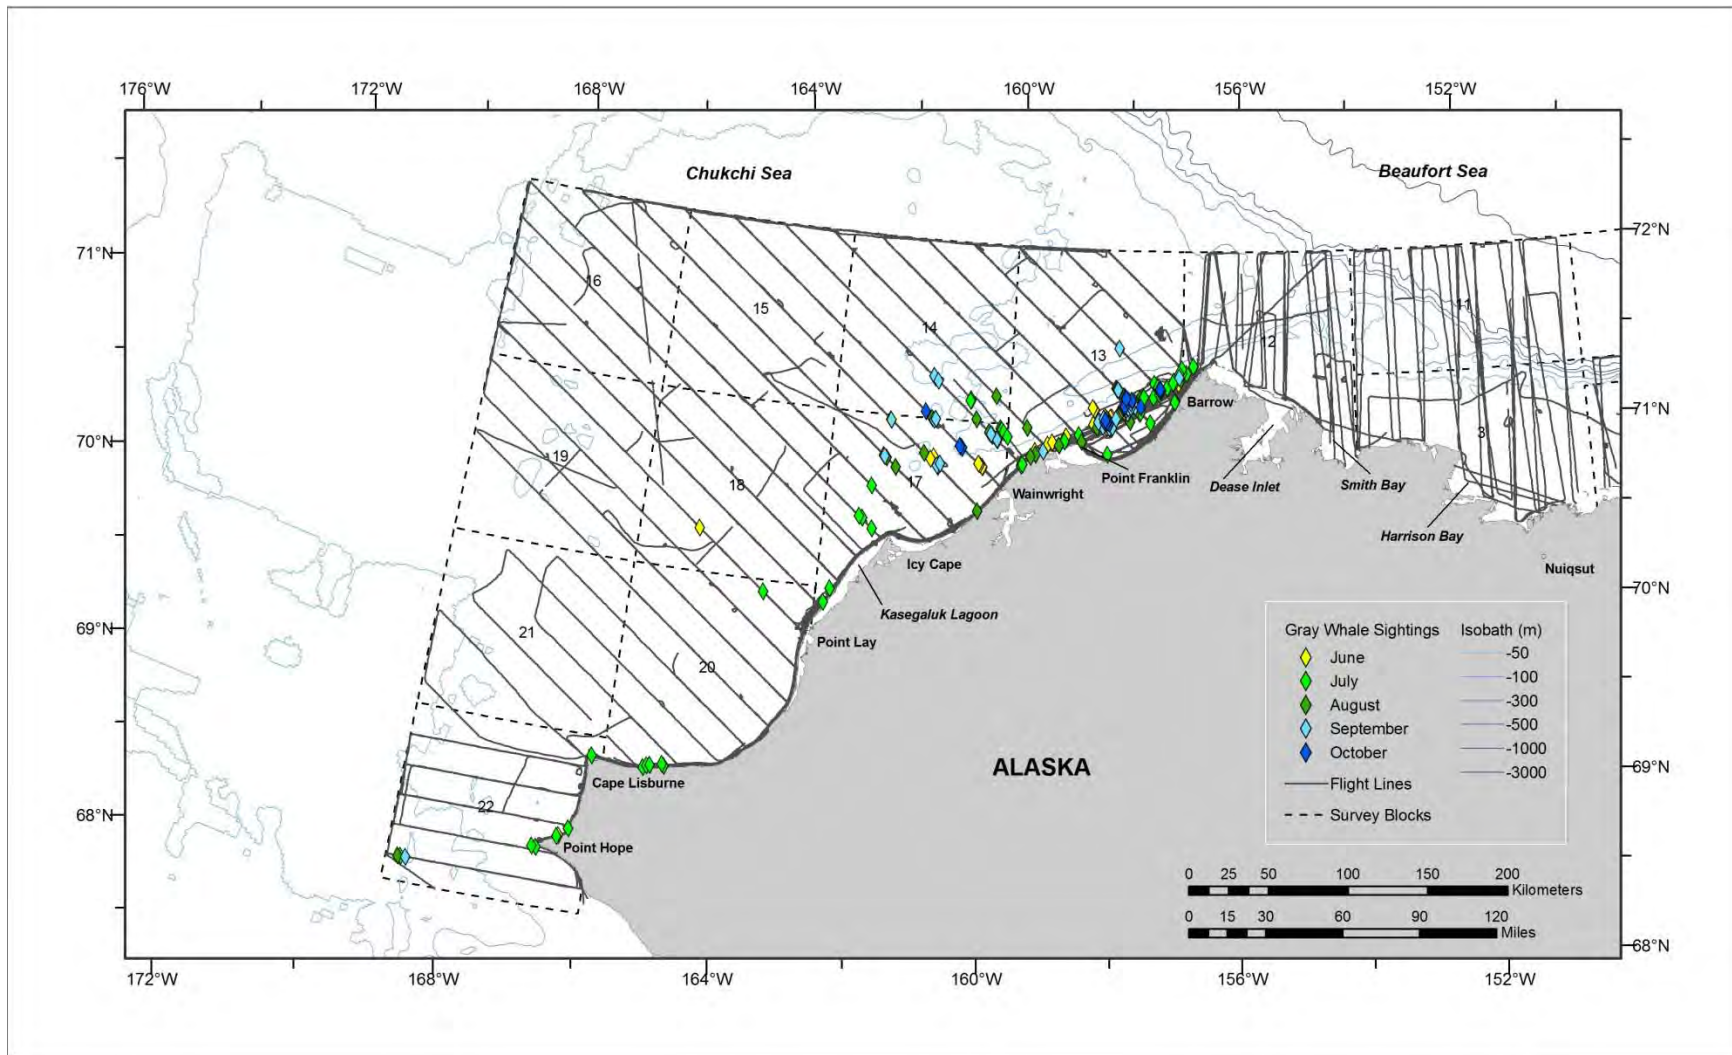 176°W 172°W 168°W 164°W 160°W 156°W 152°W
Chukchi Sea
Beaufort Sea
72°N
71°N
16
15
11
14
12
13
71°N
Barrow
70°N
3
19
18
17
Point Franklin
Wainwright
Dease Inlet
Smith Bay
Harrison Bay
Icy Cape
Nuiqsut
70°N
Kasegaluk Lagoon
69°N
21
Point Lay
20
Gray Whale Sightings
June
July
August
September
October
Flight Lines
Survey Blocks
Isobath (m)
-50
-100
-300
-500
-1000
-3000
ALASKA
69°N
Cape Lisburne
22
68°N
Point Hope
0 25 50 100 150 200
Kilometers
0 15 30 60 90 120
Miles
68°N
172°W 168°W 164°W 160°W 156°W 152°W